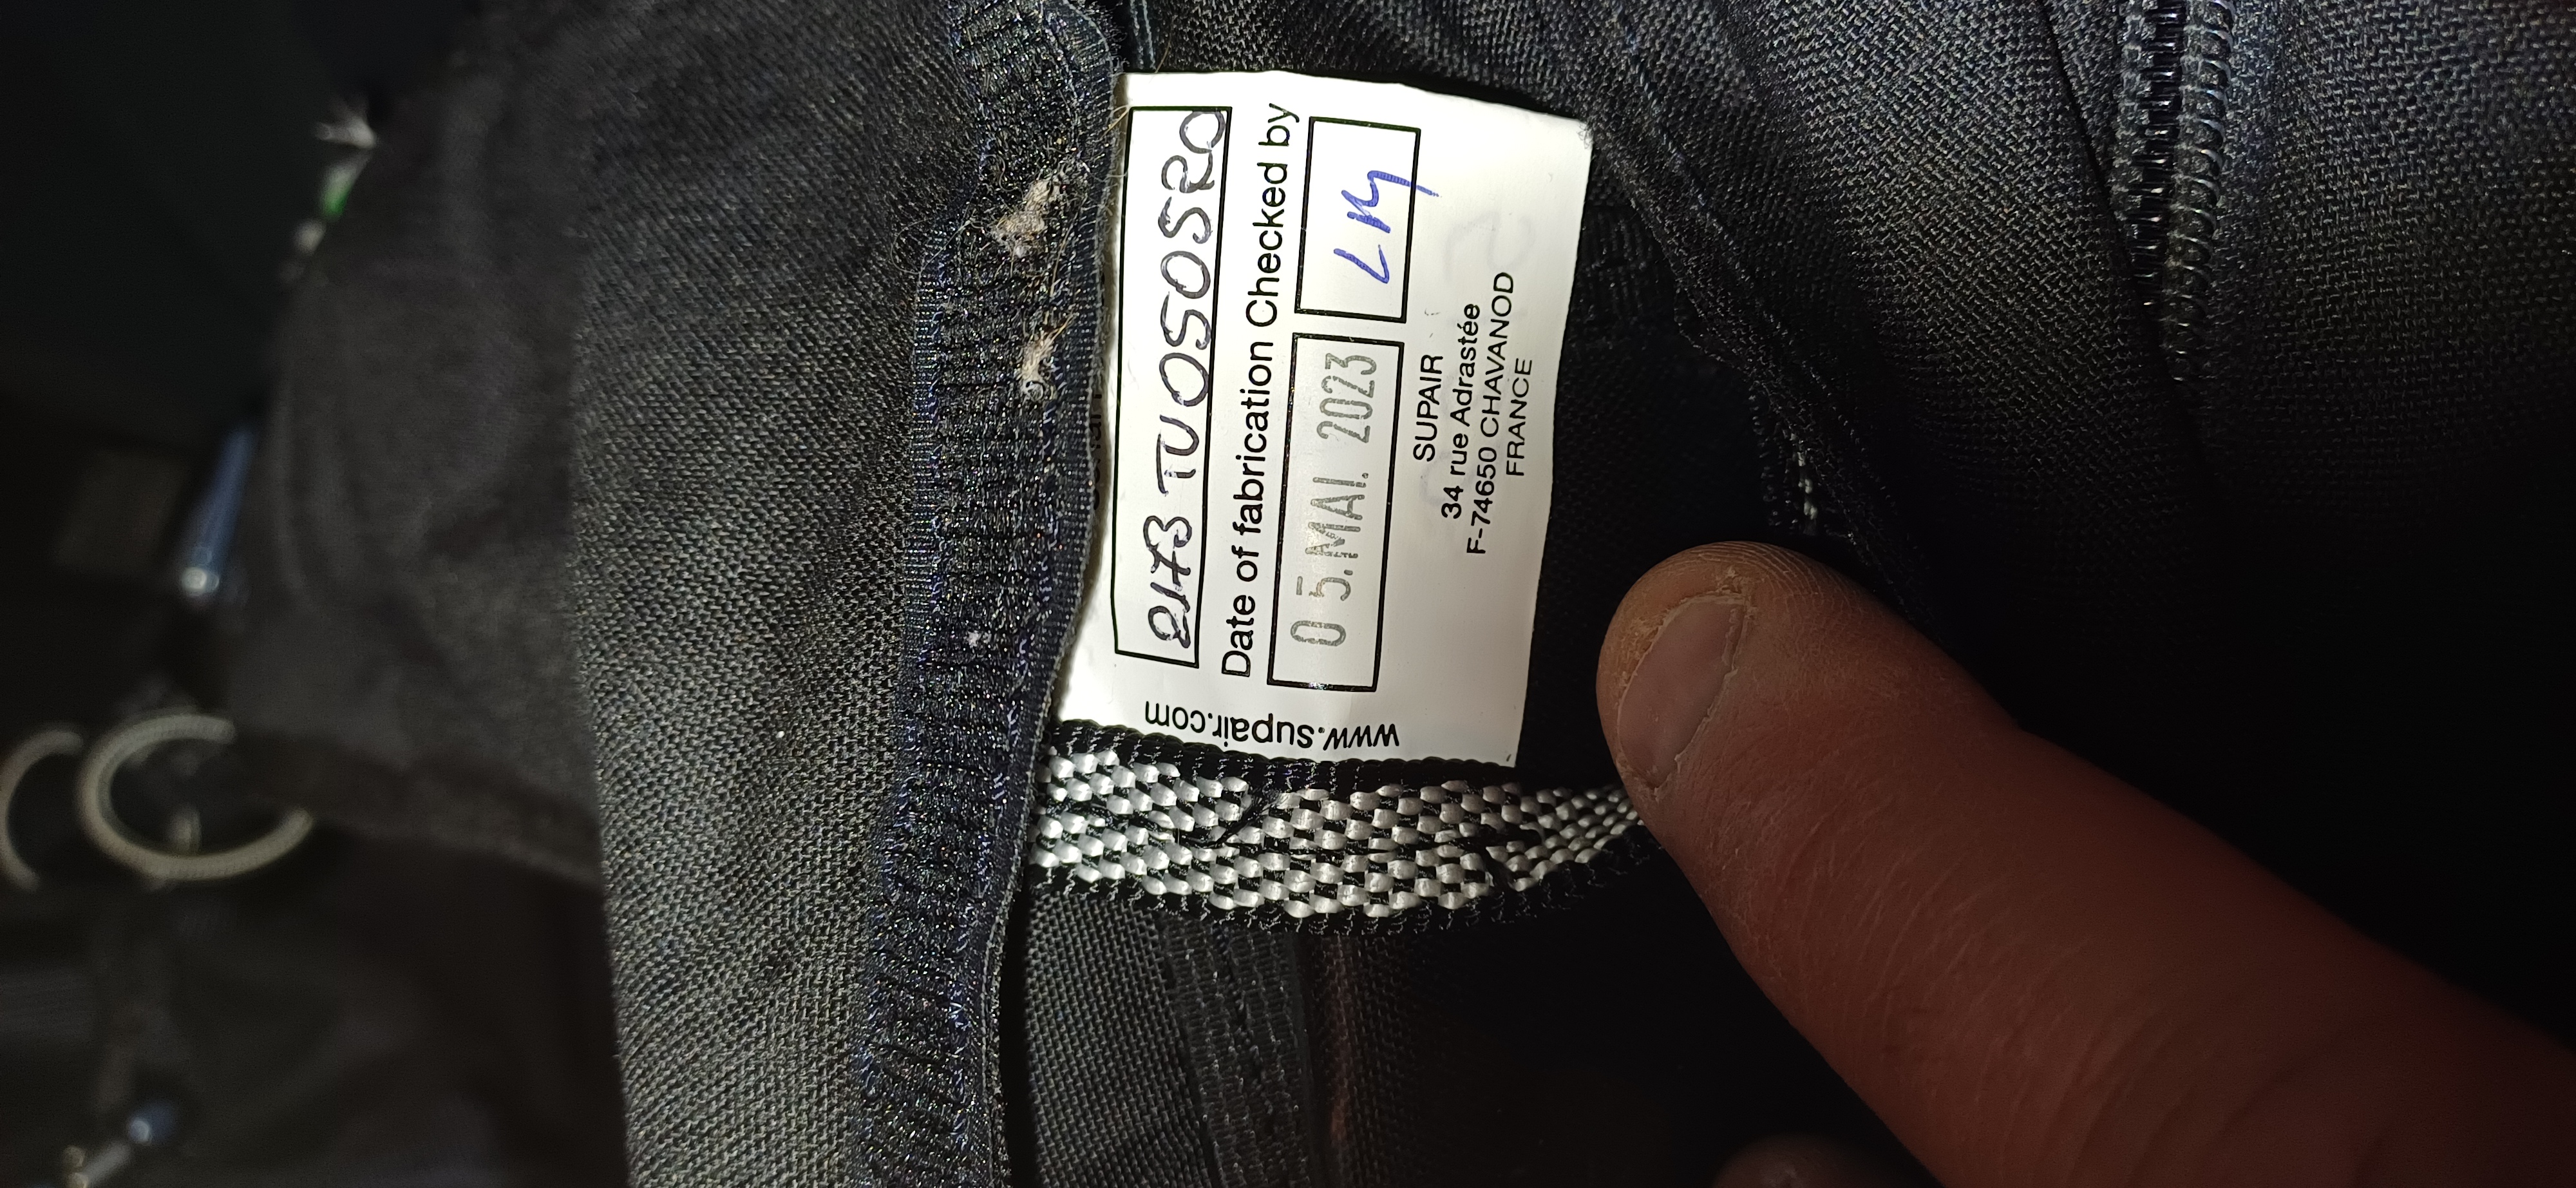 2173 TU0505RO
Date of fabrication Checked by
05. MAI. 2023
LM
SUPAIR
34 rue Adrastée
F-74650 CHAVANOD
FRANCE
www.supair.com